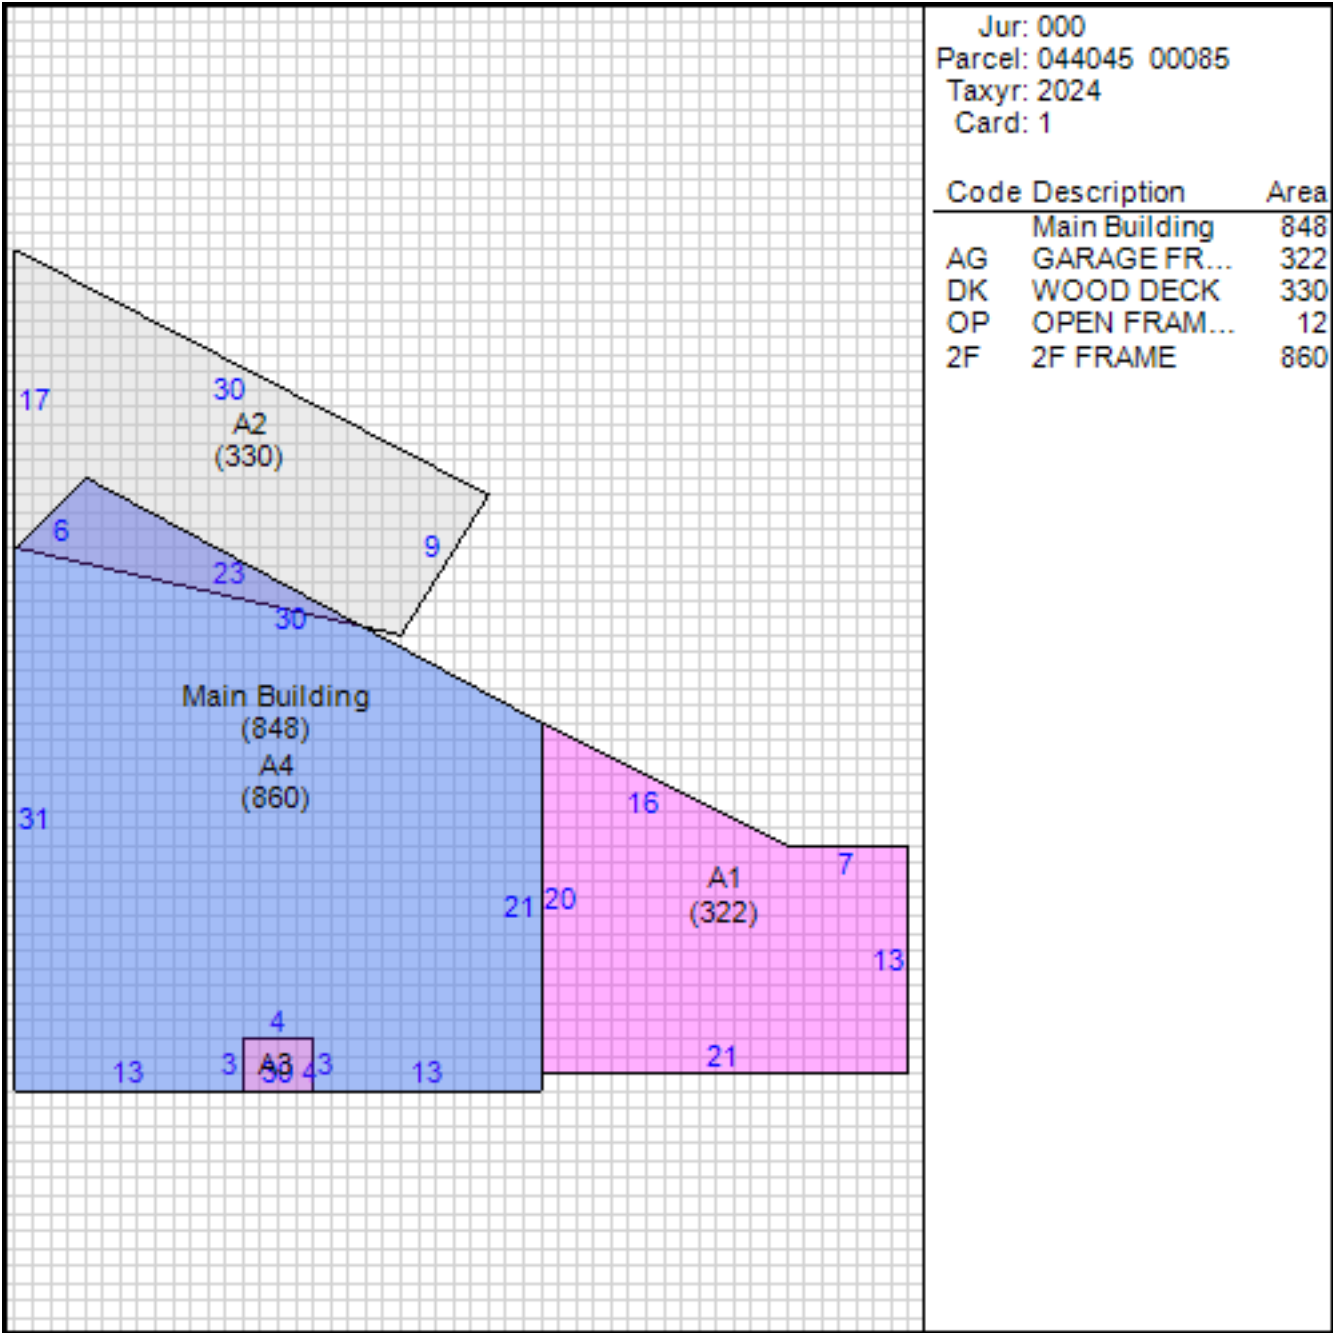 Jur: 000
Parcel: 044045 00085
Taxyr: 2024
Card: 1
Code Description Area
Main Building 848
AG GARAGE FR... 322
DK WOOD DECK 330
OP OPEN FRAM... 12
2F 2F FRAME 860
17
30
A2
(330)
6
9
23
30
Main Building
(848)
A4
(860)
31
16
7
A1
(322)
21
20
13
4
3
A3
30
4
3
13
13
21